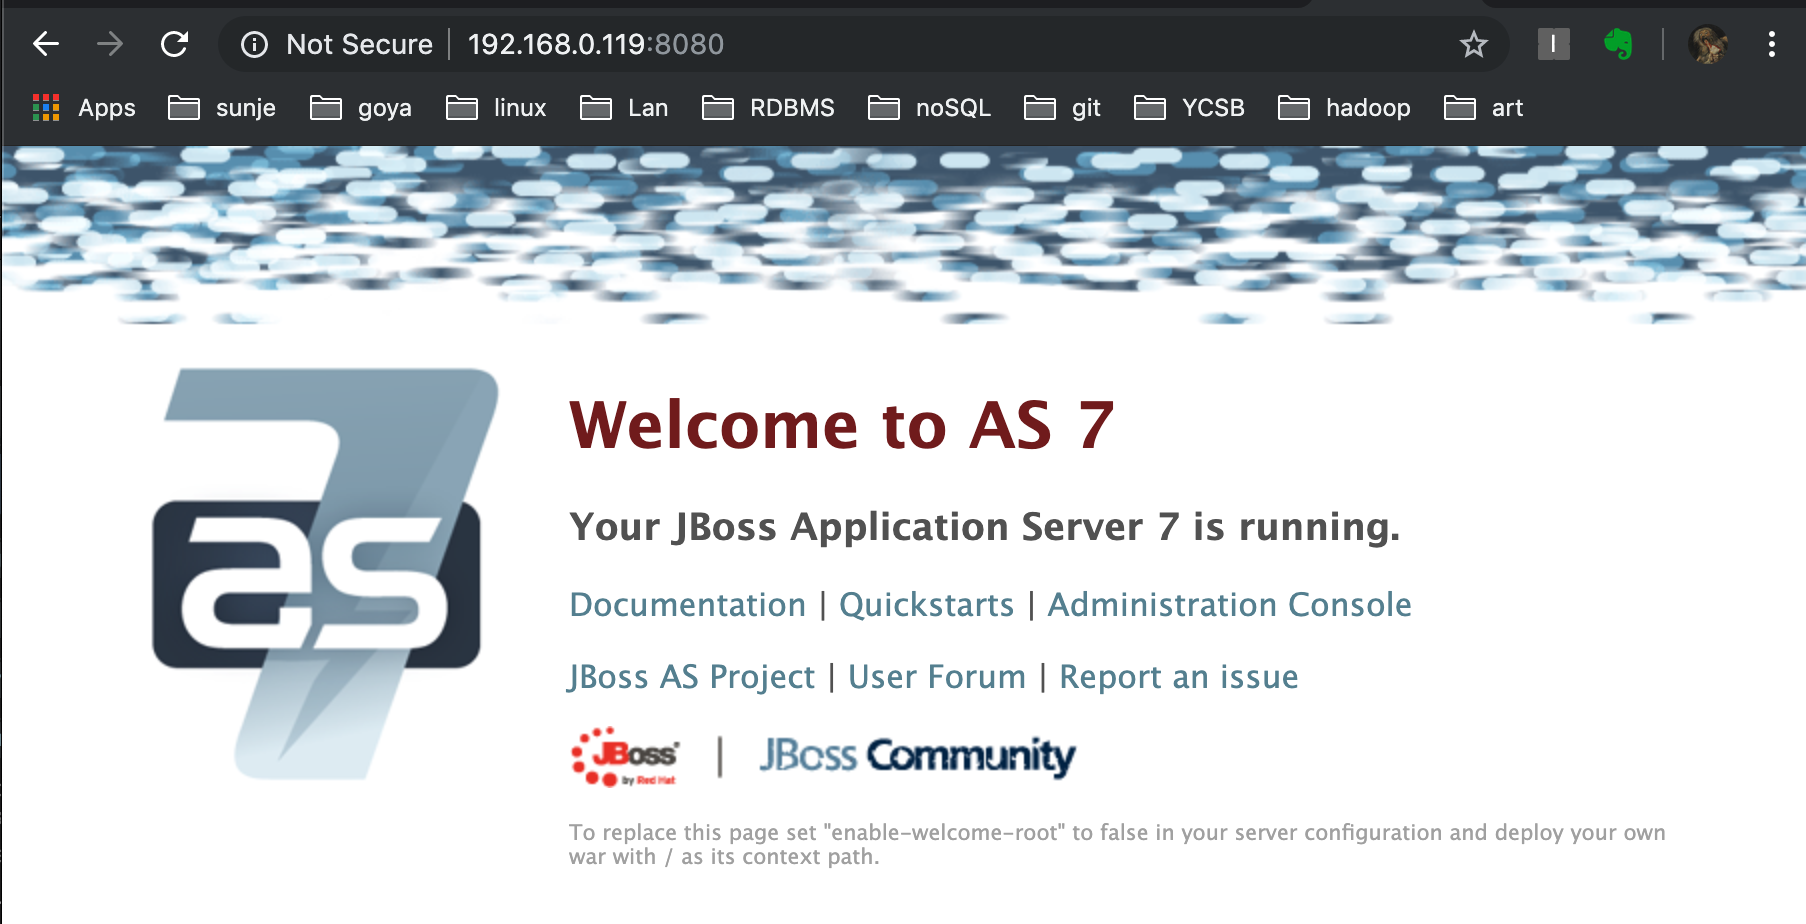 Not Secure | 192.168.0.119:8080
Apps sunje goya linux Lan RDBMS noSQL git YCSB hadoop art
as
7
Welcome to AS 7
Your JBoss Application Server 7 is running.
Documentation | Quickstarts | Administration Console
JBoss AS Project | User Forum | Report an issue
JBoss by Red Hat | JBoss Community
To replace this page set "enable-welcome-root" to false in your server configuration and deploy your own
war with / as its context path.